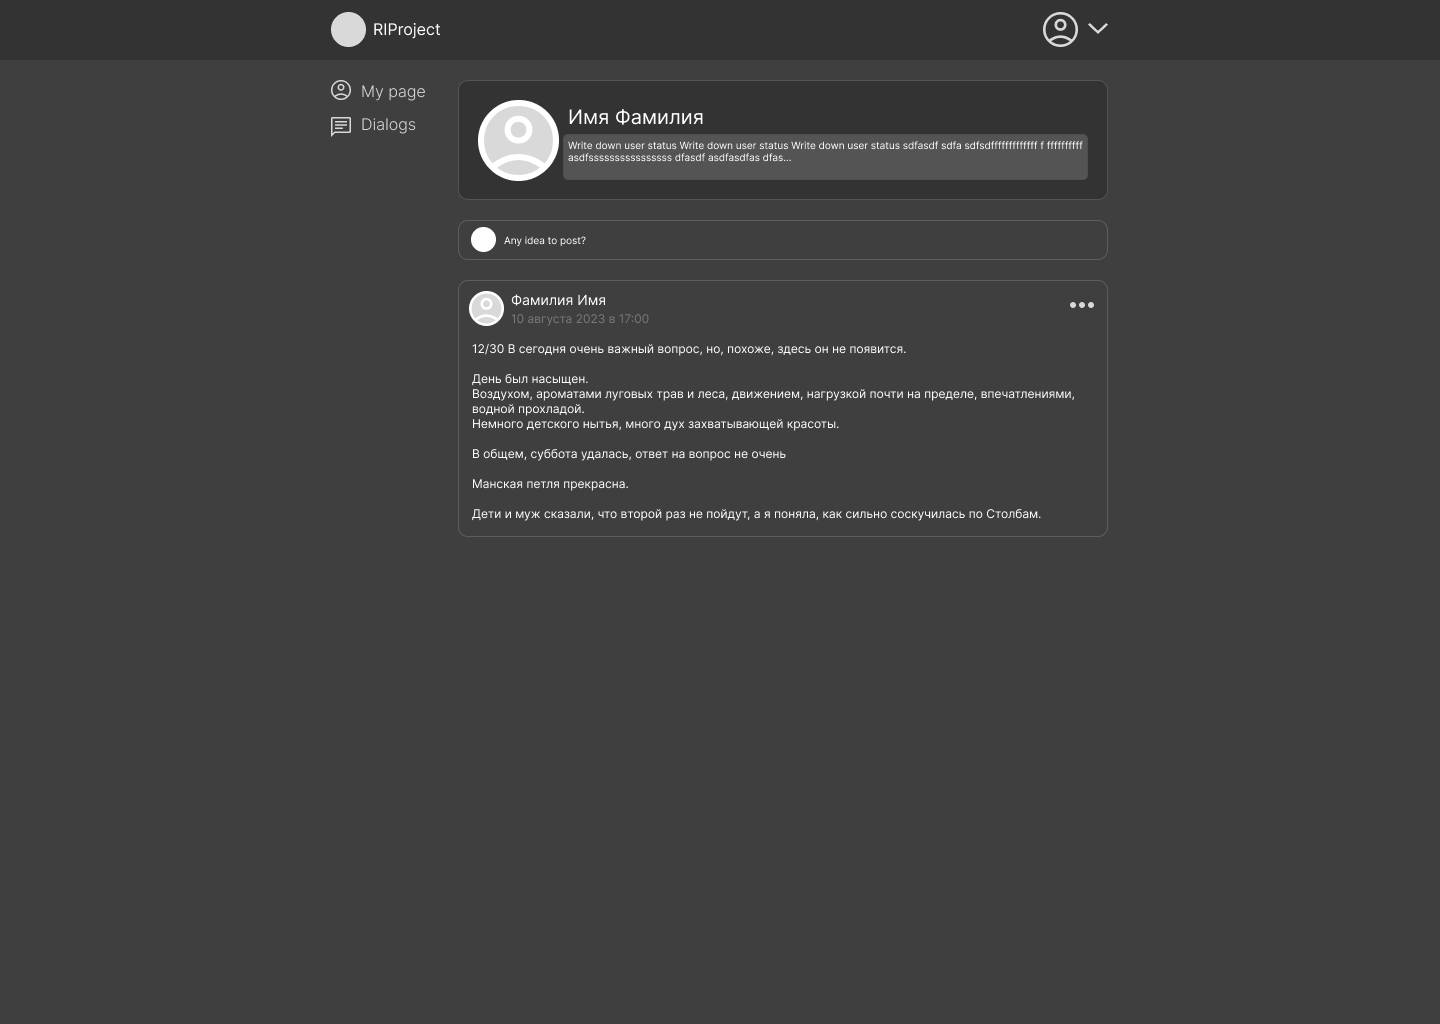 RIProject
My page
Dialogs
Имя Фамилия
Write down user status Write down user status Write down user status sdfasdf sdfa sdfsdfffffffffffff f ffffffffff
asdfssssssssssssssss dfasdf asdfasdfas dfas...
Any idea to post?
Фамилия Имя
10 августа 2023 в 17:00
12/30 В сегодня очень важный вопрос, но, похоже, здесь он не появится.
День был насыщен.
Воздухом, ароматами луговых трав и леса, движением, нагрузкой почти на пределе, впечатлениями,
водной прохладой.
Немного детского нытья, много дух захватывающей красоты.
В общем, суббота удалась, ответ на вопрос не очень
Манская петля прекрасна.
Дети и муж сказали, что второй раз не пойдут, а я поняла, как сильно соскучилась по Столбам.